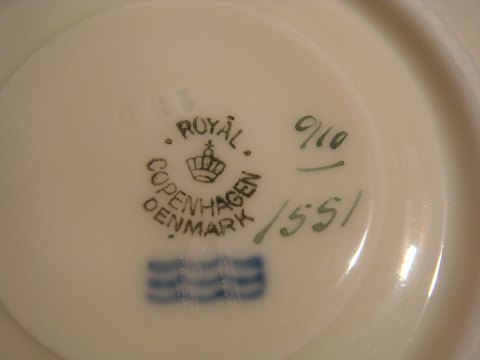 ROYAL
COPENHAGEN
DENMARK
9/10
1551